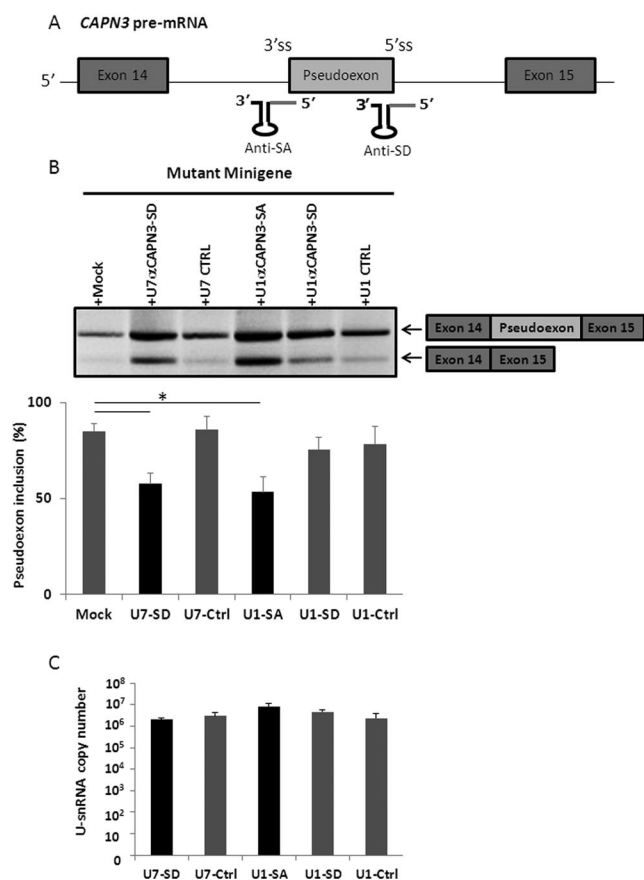 A CAPN3 pre-mRNA
3’ss 5’ss
5’ Exon 14 Pseudoexon Exon 15
3’ 5’ 3’ 5’
Anti-SA Anti-SD
B
Mutant Minigene
+Mock
+U7αCAPN3-SD
+U7 CTRL
+U1αCAPN3-SA
+U1αCAPN3-SD
+U1 CTRL
Exon 14 Pseudoexon Exon 15
Exon 14 Exon 15
Pseudoexon inclusion (%)
100
50
0
*
Mock U7-SD U7-Ctrl U1-SA U1-SD U1-Ctrl
C
U-snRNA copy number
10⁸
10⁷
10⁶
10⁵
10⁴
10³
10²
10¹
0
U7-SD U7-Ctrl U1-SA U1-SD U1-Ctrl